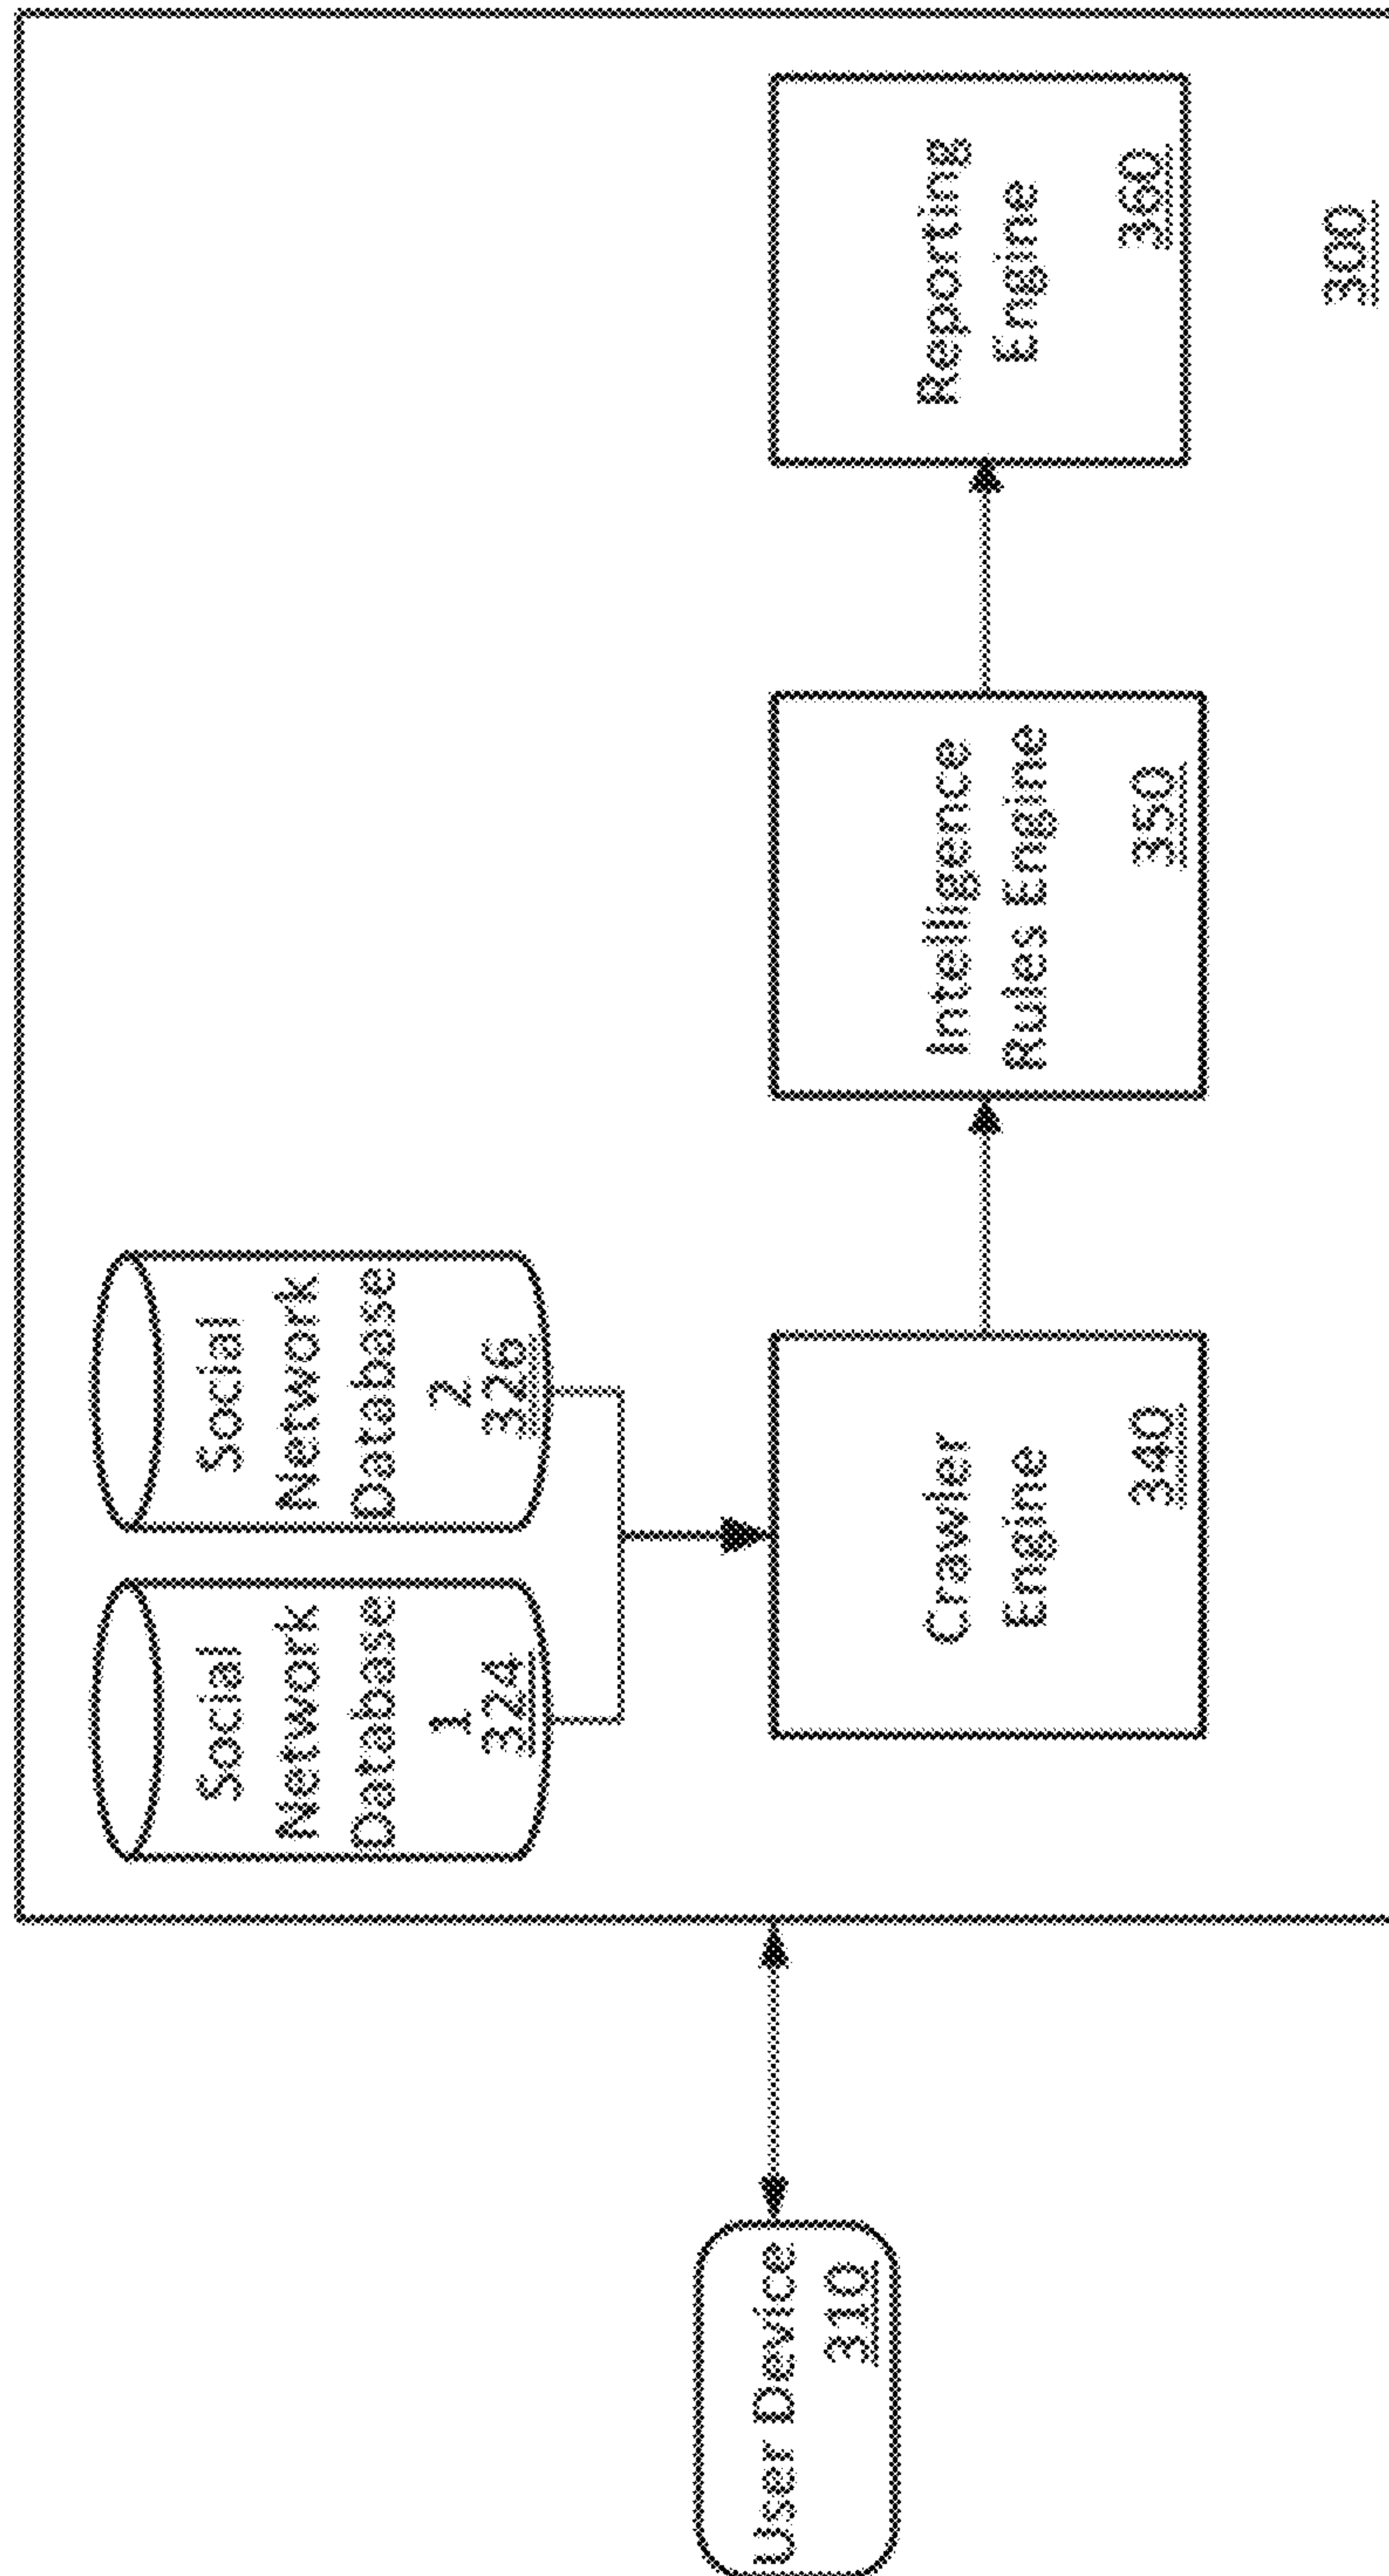 Social
Network
Database
1
324
Social
Network
Database
2
326
User Device
310
Crawler
Engine
340
Intelligence
Rules Engine
350
Reporting
Engine
360
300